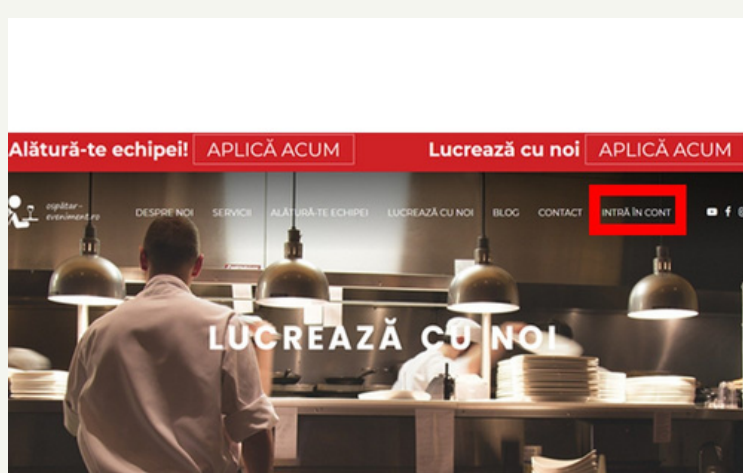 Alătură-te echipei! APLICĂ ACUM Lucrează cu noi APLICĂ ACUM
ospătar-
eveniment.ro
DESPRE NOI SERVICII ALĂTURĂ-TE ECHIPEI LUCREAZĂ CU NOI BLOG CONTACT INTRĂ ÎN CONT
LUCREAZĂ CU NOI